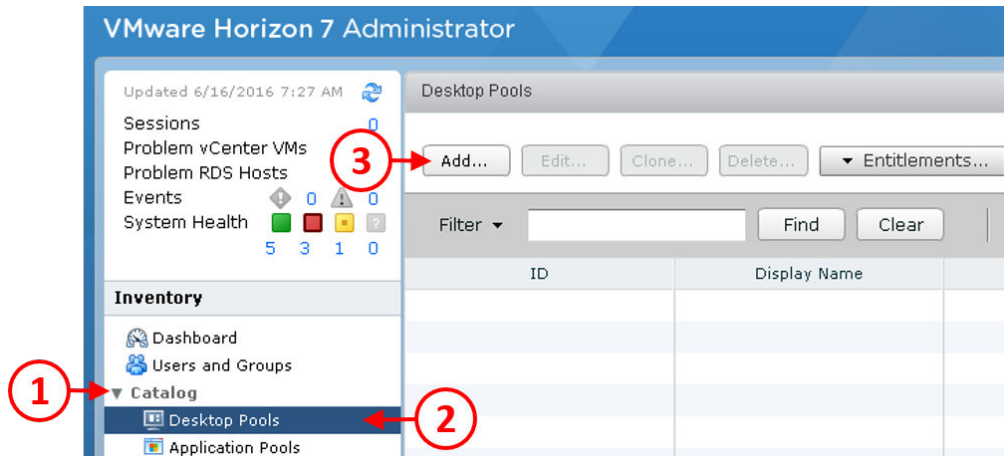 VMware Horizon 7 Administrator
Updated 6/16/2016 7:27 AM
Sessions 0
Problem vCenter VMs
Problem RDS Hosts
Events 0 0
System Health ?
5 3 1 0
Inventory
Dashboard
Users and Groups
1
Catalog
Desktop Pools
2
Application Pools
Desktop Pools
3
Add... Edit... Clone... Delete... Entitlements...
Filter Find Clear
ID Display Name